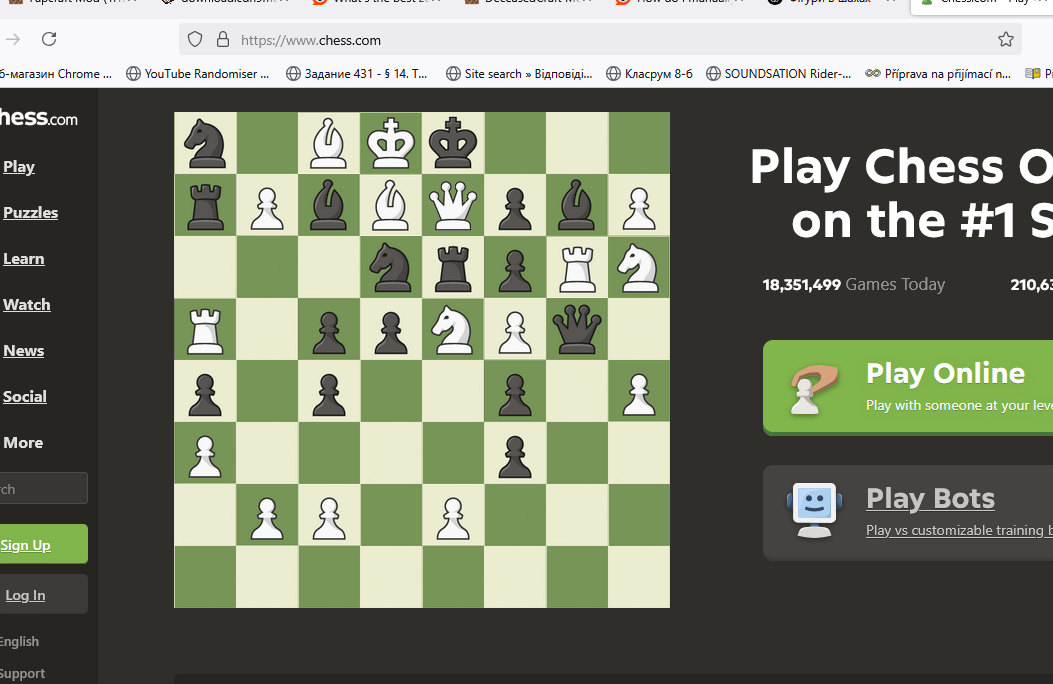 https://www.chess.com
YouTube Randomiser ...
Задание 431 - § 14. Т...
Site search » Відповіді...
Класрум 8-б
SOUNDSATION Rider-...
Příprava na přijímací n...
б-магазин Chrome ...
hess.com
Play
Puzzles
Learn
Watch
News
Social
More
rch
Sign Up
Log In
English
Support
Play Chess O
on the #1 S
18,351,499 Games Today
210,63
Play Online
Play with someone at your leve
Play Bots
Play vs customizable training b